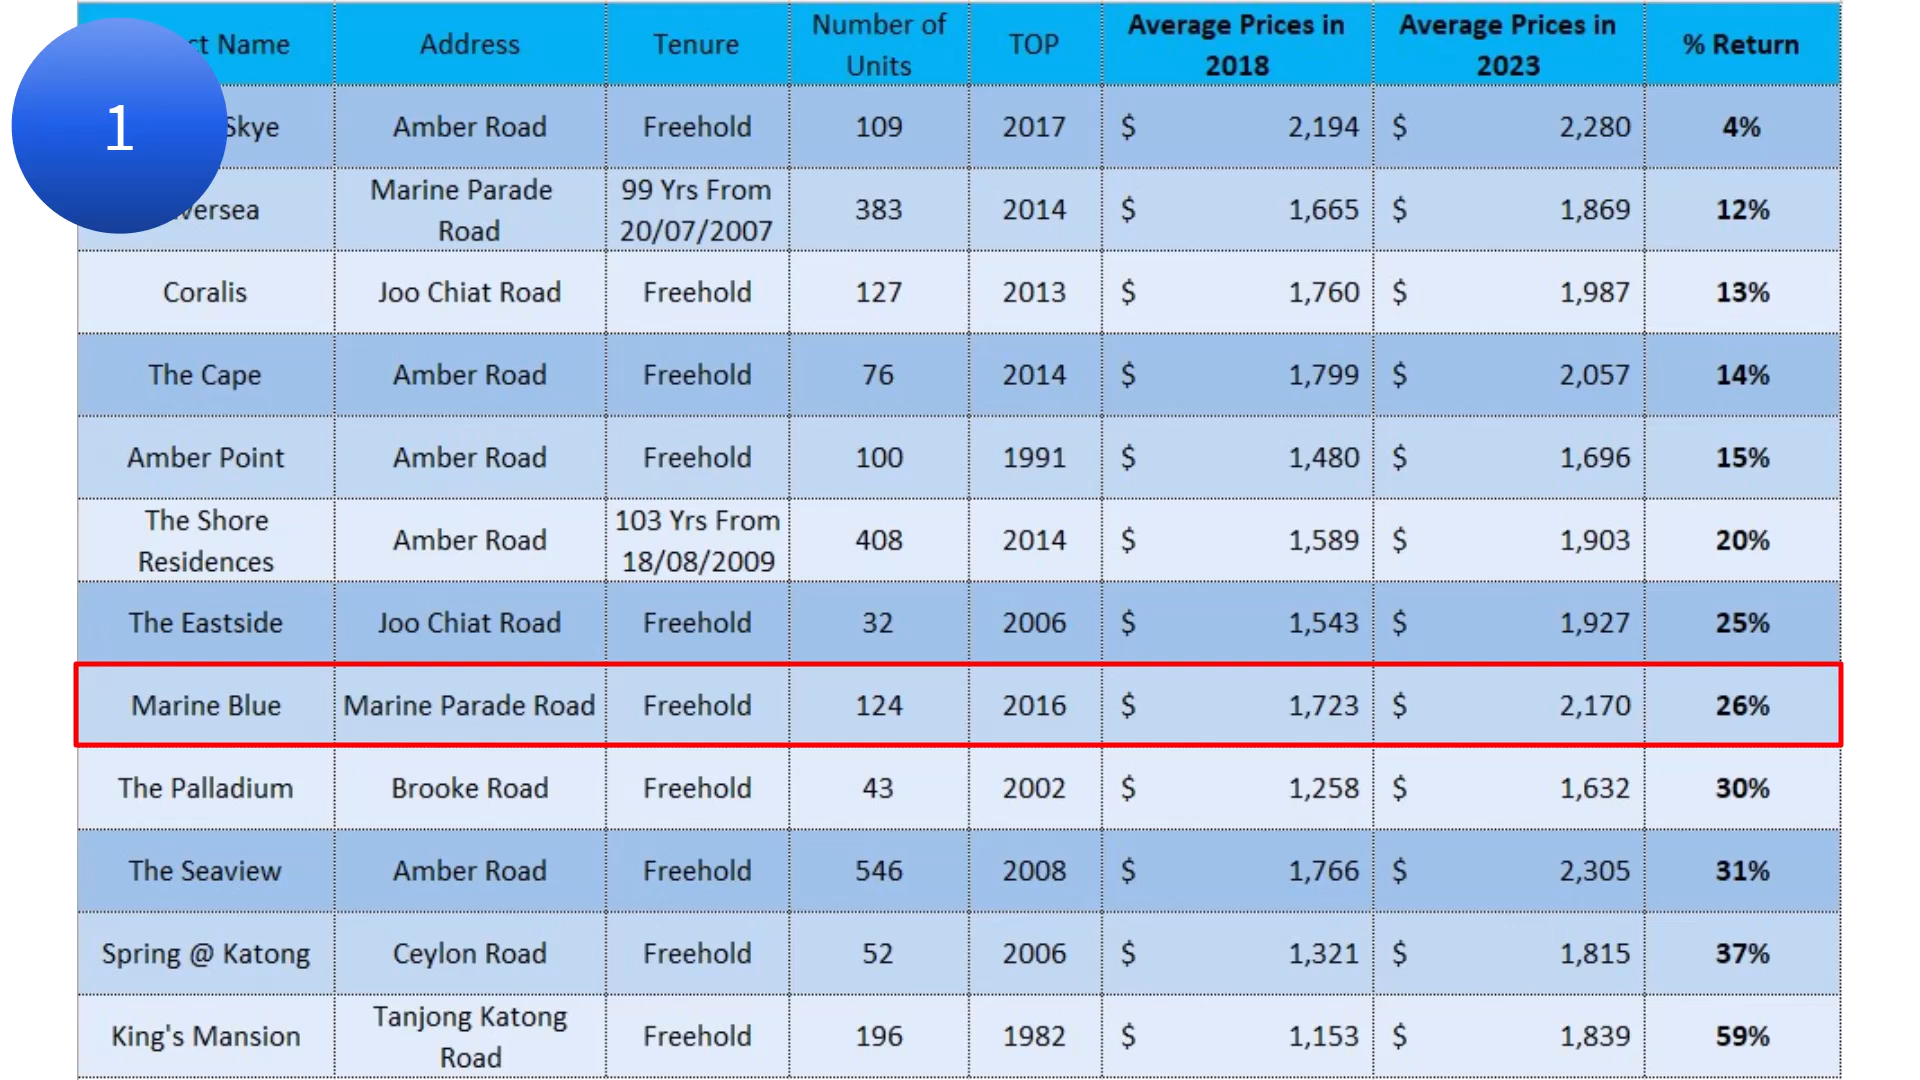 1
ct Name Address Tenure Number of Units TOP Average Prices in 2018 Average Prices in 2023 % Return
Skye Amber Road Freehold 109 2017 $ 2,194 $ 2,280 4%
versea Marine Parade Road 99 Yrs From 20/07/2007 383 2014 $ 1,665 $ 1,869 12%
Coralis Joo Chiat Road Freehold 127 2013 $ 1,760 $ 1,987 13%
The Cape Amber Road Freehold 76 2014 $ 1,799 $ 2,057 14%
Amber Point Amber Road Freehold 100 1991 $ 1,480 $ 1,696 15%
The Shore Residences Amber Road 103 Yrs From 18/08/2009 408 2014 $ 1,589 $ 1,903 20%
The Eastside Joo Chiat Road Freehold 32 2006 $ 1,543 $ 1,927 25%
Marine Blue Marine Parade Road Freehold 124 2016 $ 1,723 $ 2,170 26%
The Palladium Brooke Road Freehold 43 2002 $ 1,258 $ 1,632 30%
The Seaview Amber Road Freehold 546 2008 $ 1,766 $ 2,305 31%
Spring @ Katong Ceylon Road Freehold 52 2006 $ 1,321 $ 1,815 37%
King's Mansion Tanjong Katong Road Freehold 196 1982 $ 1,153 $ 1,839 59%